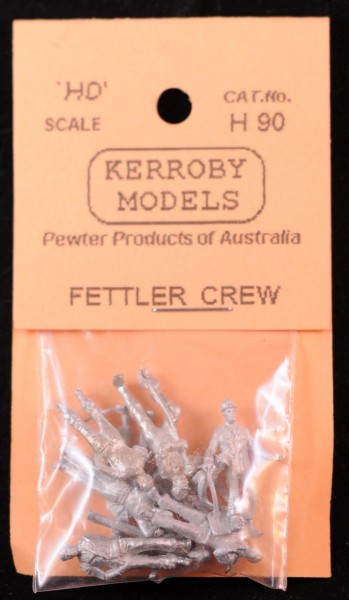 'HO' CAT.No.
SCALE H 90
KERROBY
MODELS
Pewter Products of Australia
FETTLER CREW